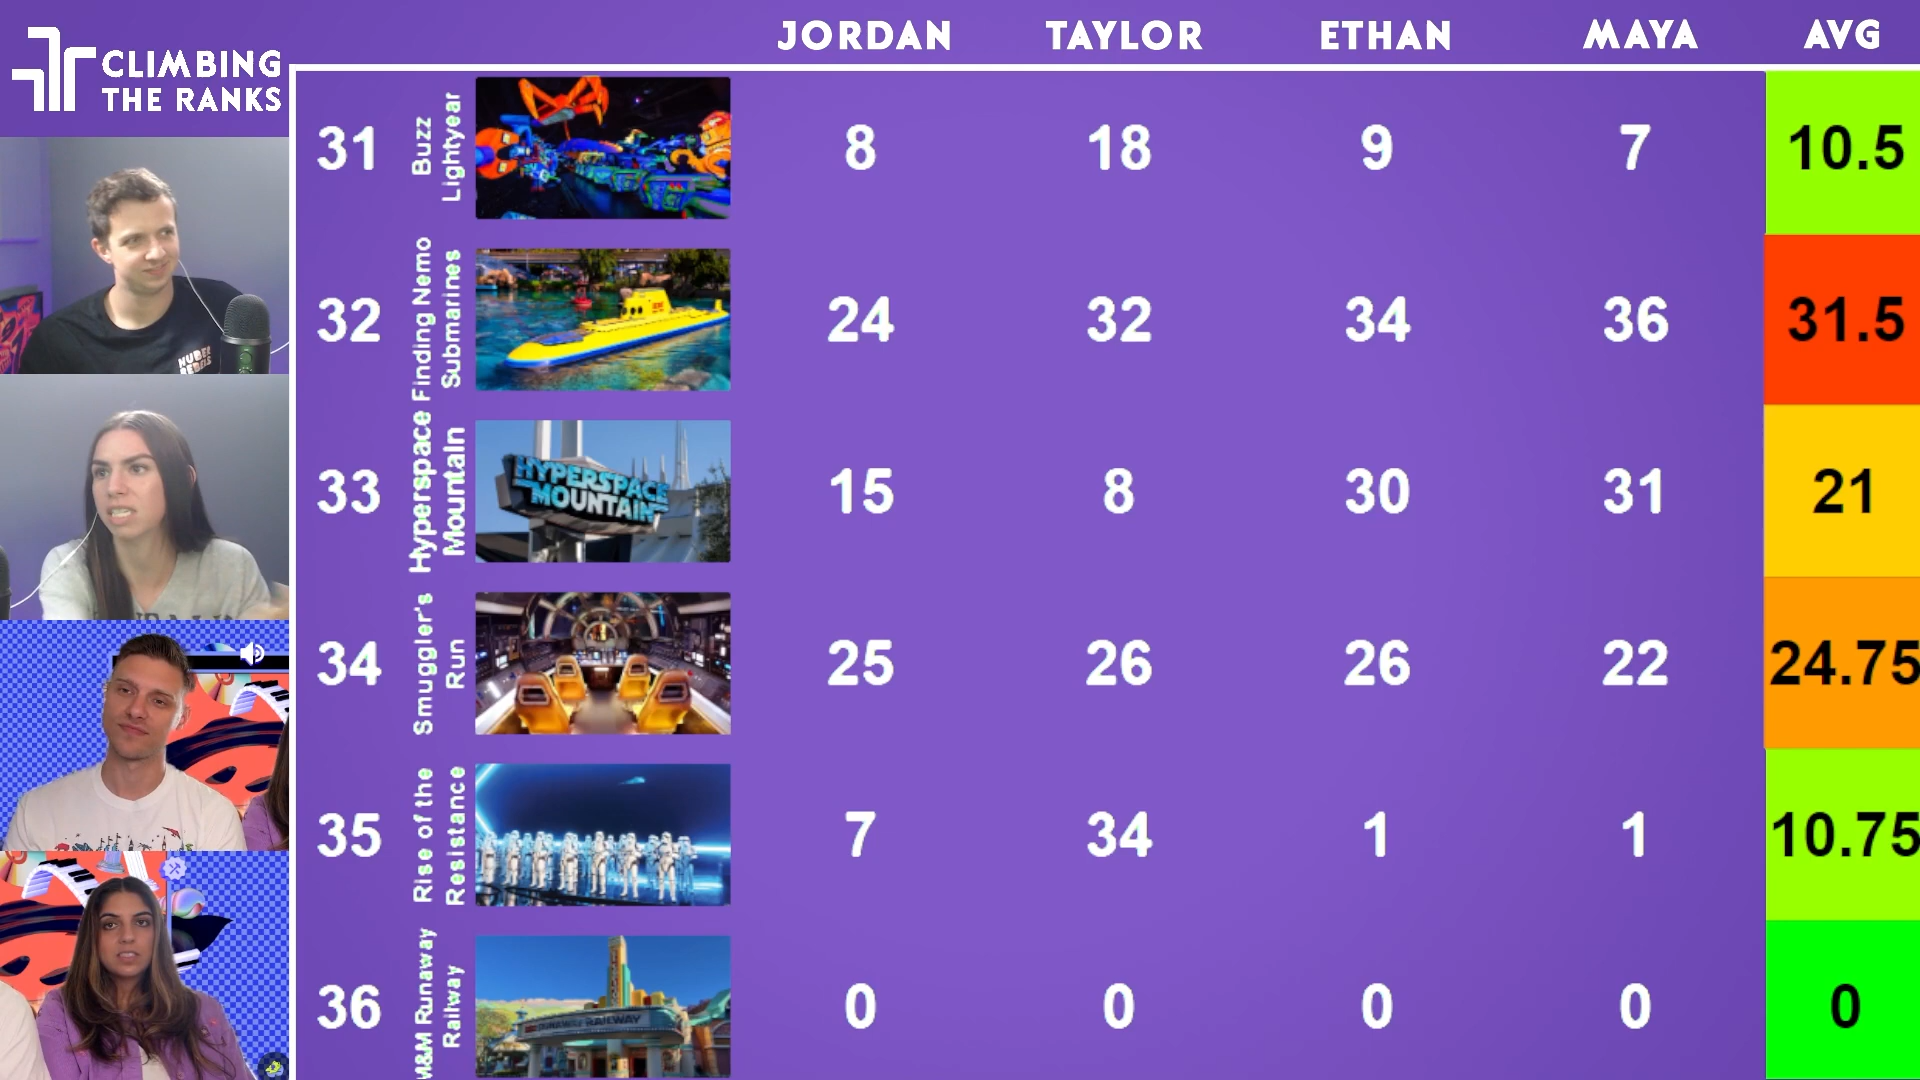 CLIMBING
THE RANKS
JORDAN TAYLOR ETHAN MAYA AVG
31 Buzz Lightyear 8 18 9 7 10.5
32 Finding Nemo Submarines 24 32 34 36 31.5
HYPERSPACE
MOUNTAIN
33 Hyperspace Mountain 15 8 30 31 21
34 Smuggler's Run 25 26 26 22 24.75
35 Rise of the Resistance 7 34 1 1 10.75
36 M&M Runaway Railway 0 0 0 0 0
RUNAWAY RAILWAY